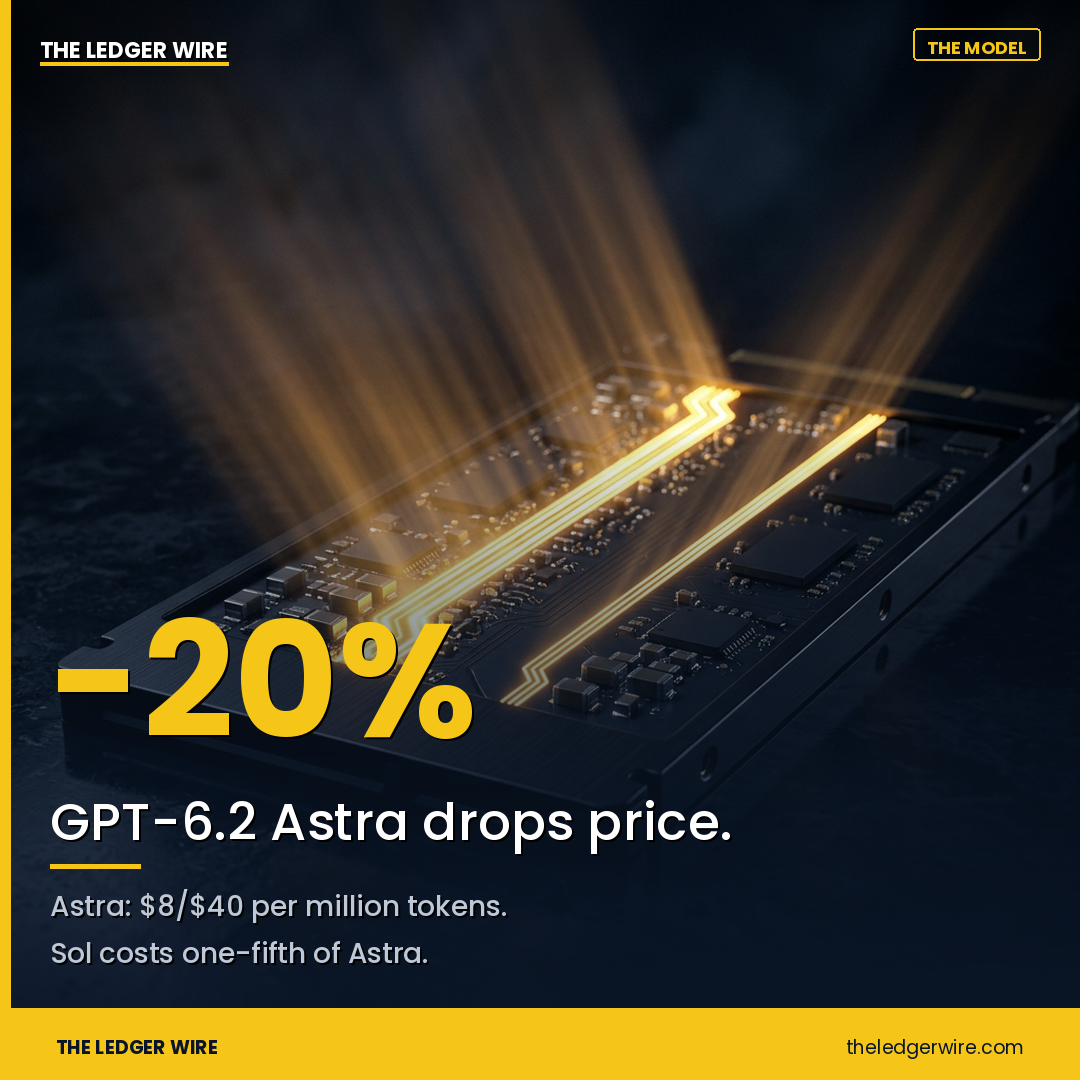 THE LEDGER WIRE
THE MODEL
-20%
GPT-6.2 Astra drops price.
Astra: $8/$40 per million tokens.
Sol costs one-fifth of Astra.
THE LEDGER WIRE
theledgerwire.com